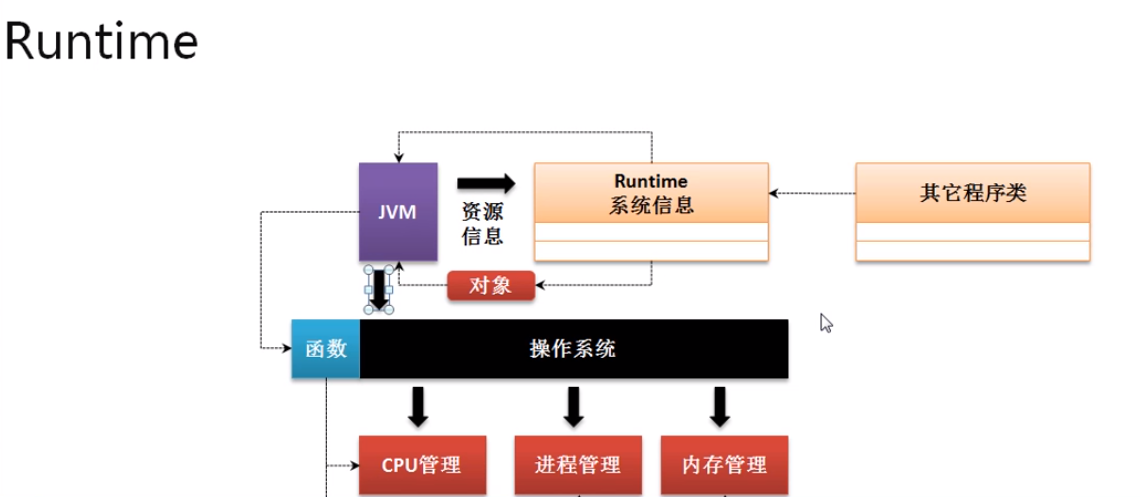 Runtime
JVM
资源
信息
Runtime
系统信息
其它程序类
对象
函数
操作系统
CPU管理
进程管理
内存管理